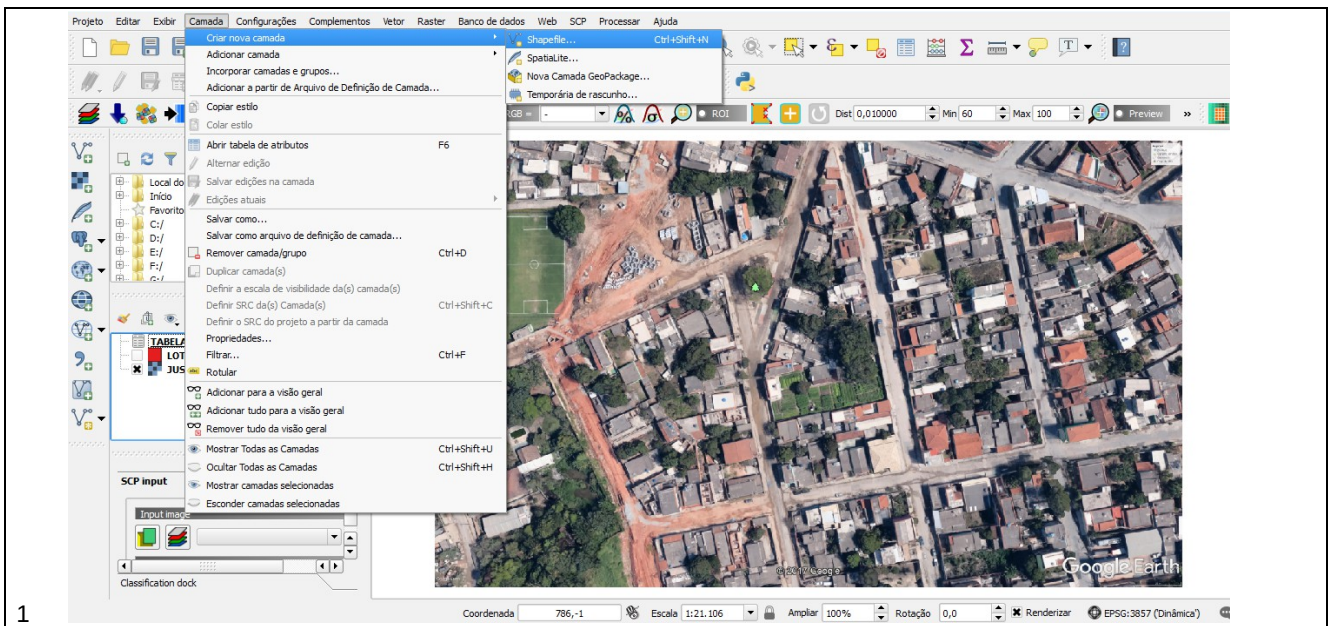 Projeto Editar Exibir Camada Configurações Complementos Vetor Raster Banco de dados Web SCP Processar Ajuda
Criar nova camada
Adicionar camada
Incorporar camadas e grupos...
Adicionar a partir de Arquivo de Definição de Camada...
Copiar estilo
Colar estilo
Abrir tabela de atributos F6
Alternar edição
Salvar edições na camada
Edições atuais
Salvar como...
Salvar como arquivo de definição de camada...
Remover camada/grupo Ctrl+D
Duplicar camada(s)
Definir a escala de visibilidade da(s) camada(s)
Definir SRC da(s) Camada(s) Ctrl+Shift+C
Definir o SRC do projeto a partir da camada
Propriedades...
Filtrar... Ctrl+F
Rotular
Adicionar para a visão geral
Adicionar tudo para a visão geral
Remover tudo da visão geral
Mostrar Todas as Camadas Ctrl+Shift+U
Ocultar Todas as Camadas Ctrl+Shift+H
Mostrar camadas selecionadas
Esconder camadas selecionadas
Shapefile... Ctrl+Shift+N
SpatiaLite...
Nova Camada GeoPackage...
Temporária de rascunho...
RGB = - ROI Dist 0,010000 Min 60 Max 100 Preview »
Local do
Início
Favorito
C:/
D:/
E:/
F:/
G:/
TABELA
LOT
JUS
SCP input
Input image
Classification dock
© 2017 Google
Google Earth
Coordenada 786,-1 Escala 1:21.106 Ampliar 100% Rotação 0,0 Renderizar EPSG:3857 ('Dinâmica')
1